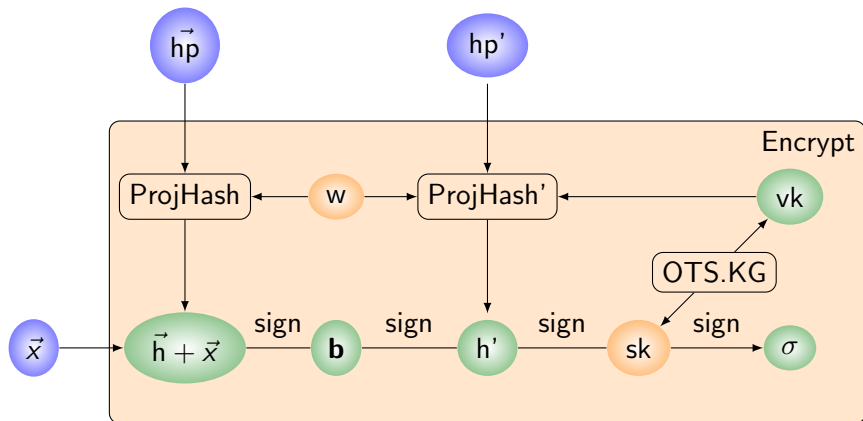 h⃗p
hp'
Encrypt
ProjHash
w
ProjHash'
vk
OTS.KG
sign
sign
sign
sign
x⃗
h⃗ + x⃗
b
h'
sk
σ